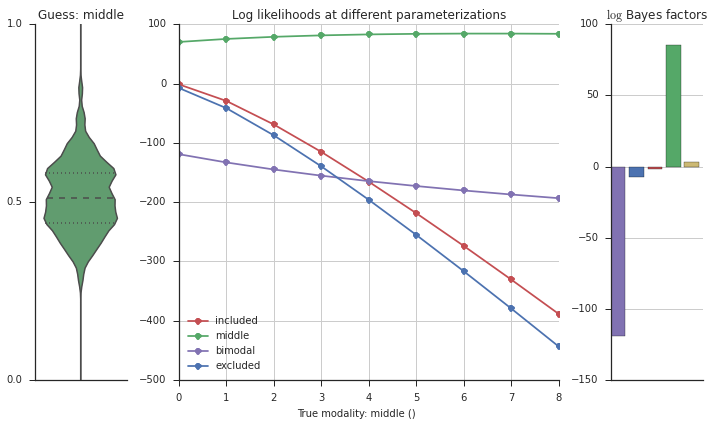 Guess: middle
1.0
0.5
0.0
Log likelihoods at different parameterizations
100
0
−100
−200
−300
−400
−500
included
middle
bimodal
excluded
0 1 2 3 4 5 6 7 8
True modality: middle ()
log Bayes factors
100
50
0
−50
−100
−150